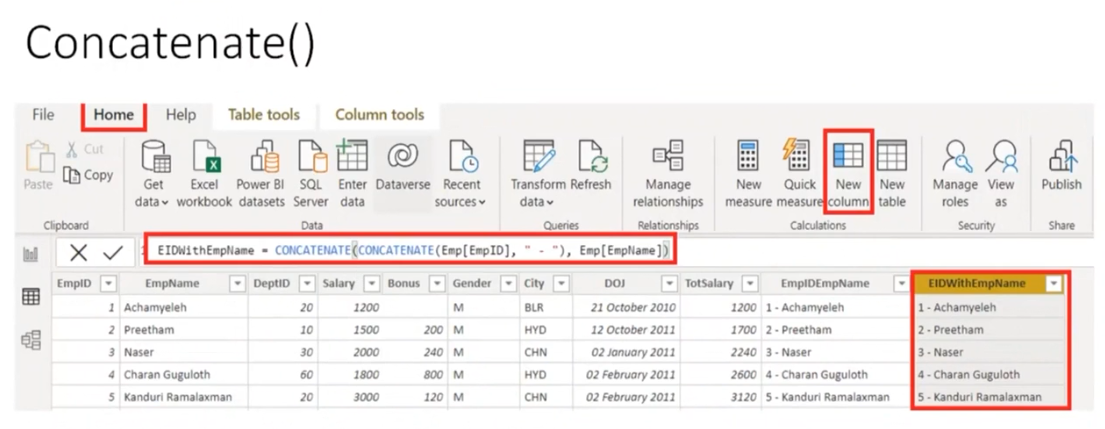 Concatenate()
File Home Help Table tools Column tools
Paste Cut Copy
Get data Excel workbook Power BI datasets SQL Server Enter data Dataverse Recent sources Transform data Refresh Manage relationships New measure Quick measure New column New table Manage roles View as Publish
Clipboard Data Queries Relationships Calculations Security Share
EIDWithEmpName = CONCATENATE(CONCATENATE(Emp[EmpID], " - "), Emp[EmpName])
EmpID EmpName DeptID Salary Bonus Gender City DOJ TotSalary EmpIDEmpName EIDWithEmpName
1 Achamyeleh 20 1200 M BLR 21 October 2010 1200 1 - Achamyeleh 1 - Achamyeleh
2 Preetham 10 1500 200 M HYD 12 October 2011 1700 2 - Preetham 2 - Preetham
3 Naser 30 2000 240 M CHN 02 January 2011 2240 3 - Naser 3 - Naser
4 Charan Guguloth 60 1800 800 M HYD 02 February 2011 2600 4 - Charan Guguloth 4 - Charan Guguloth
5 Kanduri Ramalaxman 20 3000 120 M CHN 02 February 2011 3120 5 - Kanduri Ramalaxman 5 - Kanduri Ramalaxman